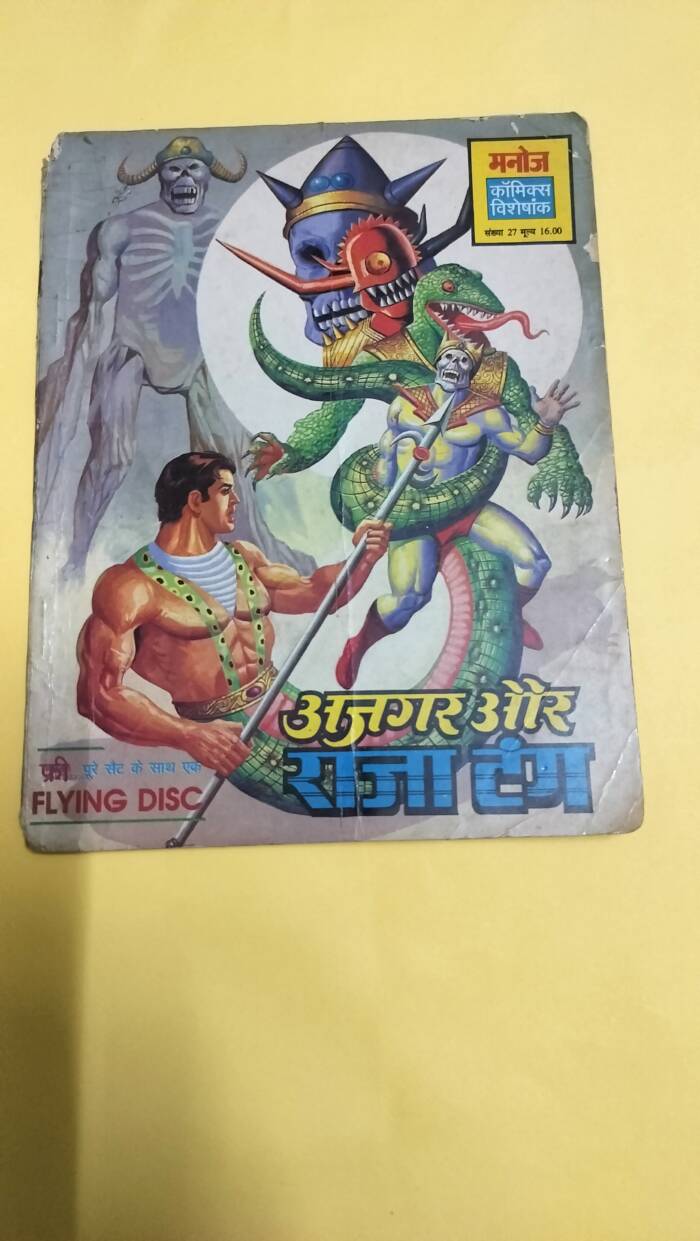 मनोज
कॉमिक्स
विशेषांक
संख्या 27 मूल्य 16.00
अजगर और
राजा टंग
फ्री पूरे सैट के साथ एक
FLYING DISC